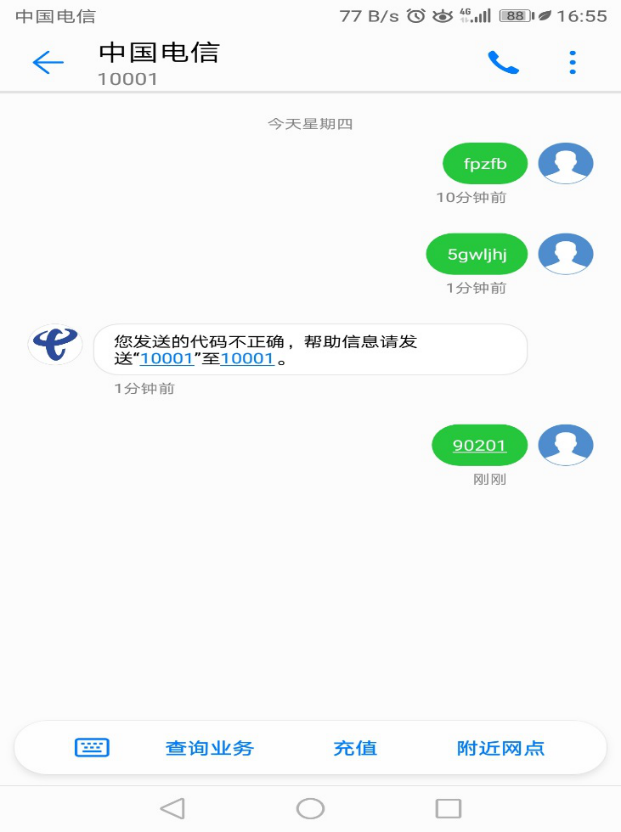 中国电信
77 B/s 4G 88 16:55
中国电信
10001
今天星期四
fpzfb
10分钟前
5gwljhj
1分钟前
您发送的代码不正确，帮助信息请发
送“10001”至10001。
1分钟前
90201
刚刚
查询业务 充值 附近网点